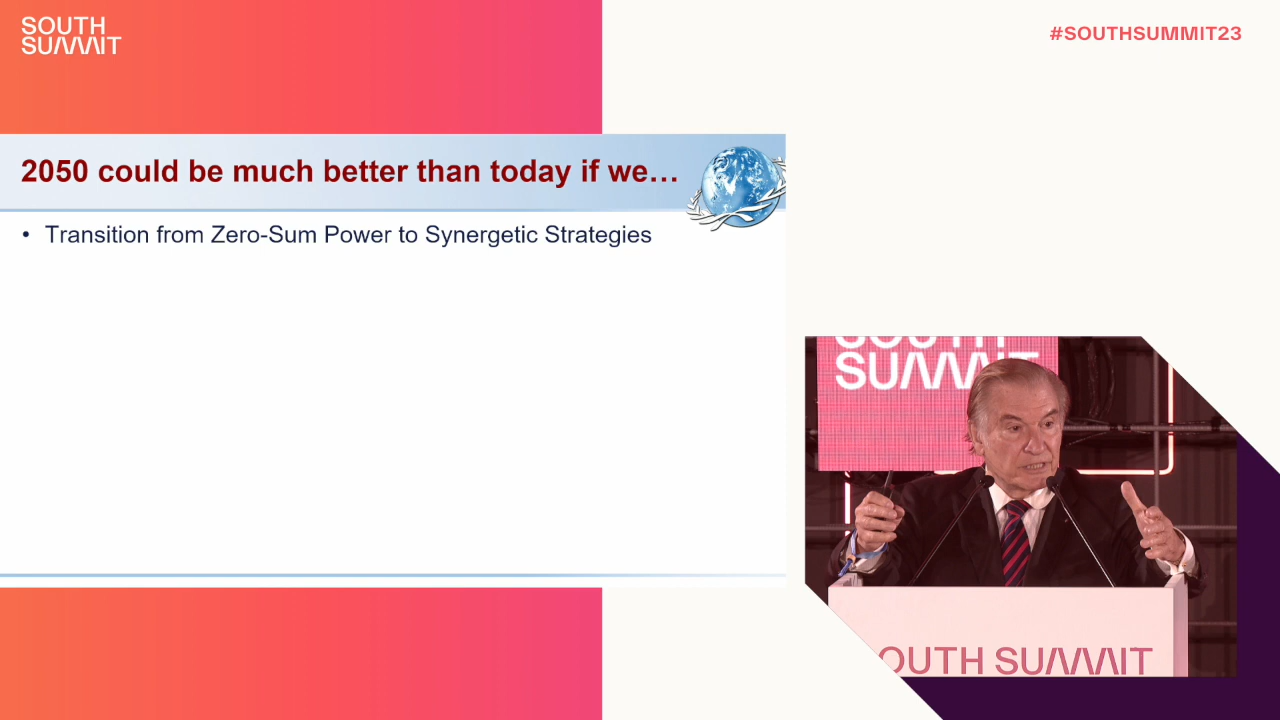 SOUTH
SUMMIT
#SOUTHSUMMIT23
2050 could be much better than today if we…
• Transition from Zero-Sum Power to Synergetic Strategies
SOUTH
SUMMIT
OUTH SUMMIT